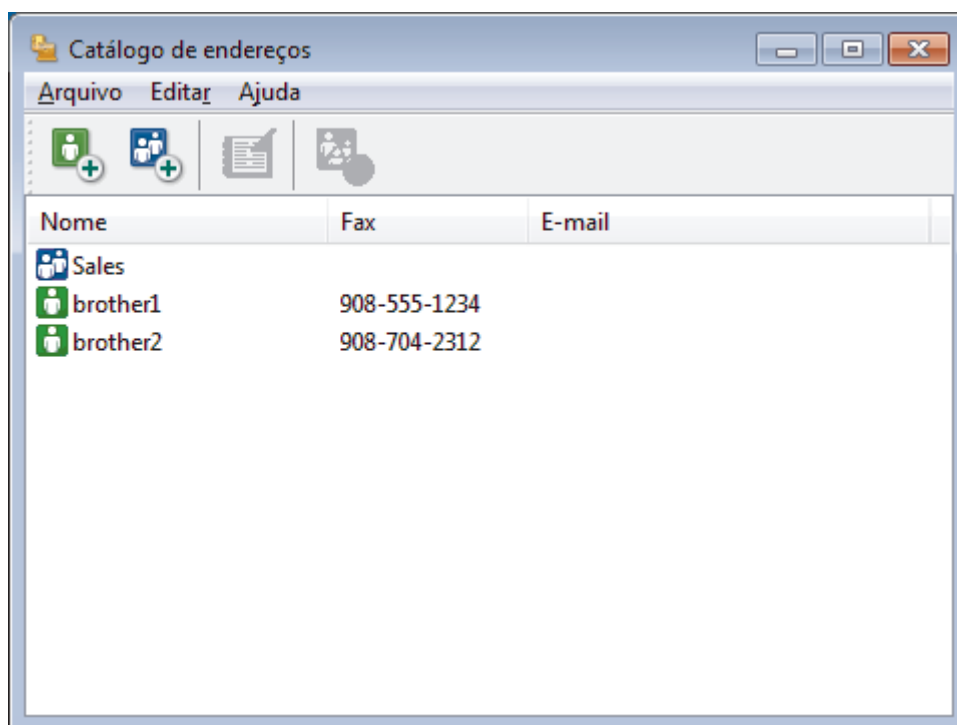 Catálogo de endereços
Arquivo Editar Ajuda
Nome Fax E-mail
Sales
brother1 908-555-1234
brother2 908-704-2312